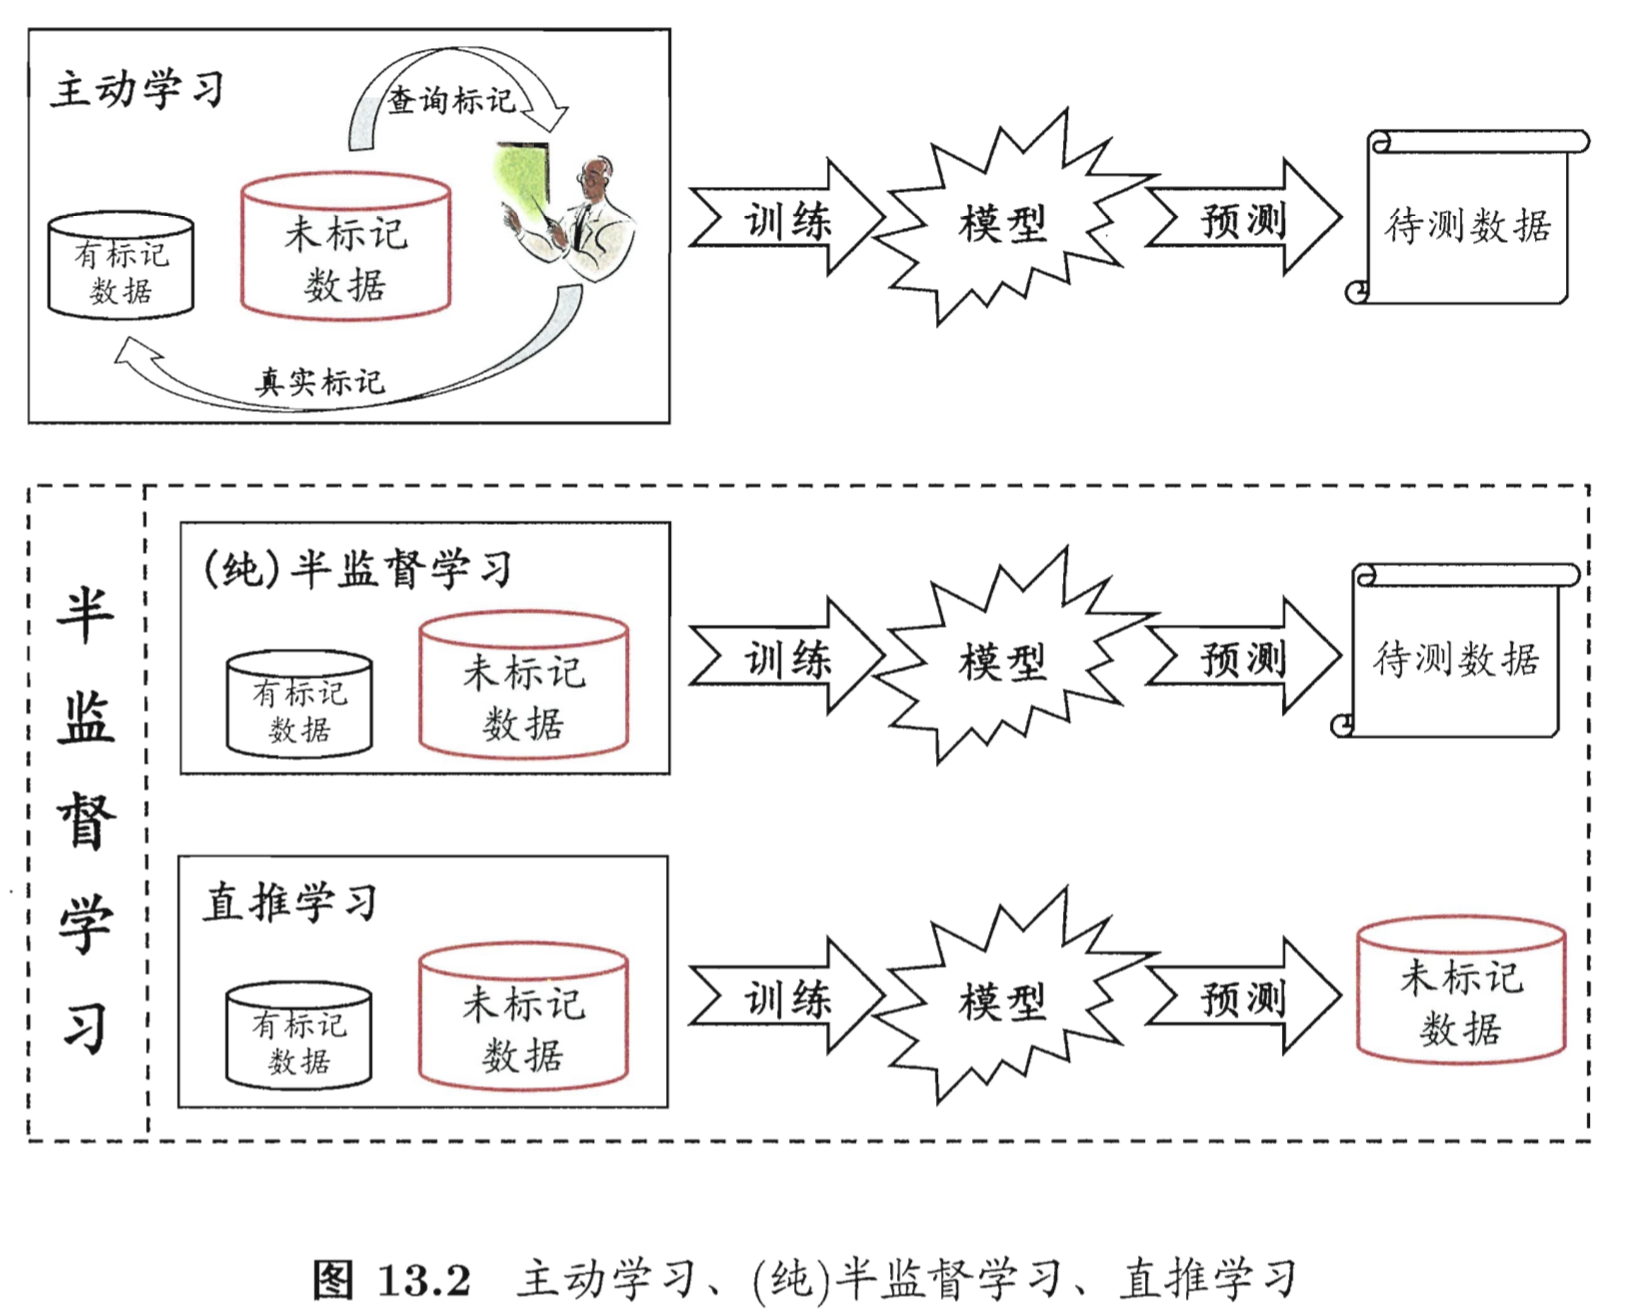 主动学习
查询标记
有标记
数据
未标记
数据
真实标记
训练
模型
预测
待测数据
半监督学习
(纯)半监督学习
有标记
数据
未标记
数据
训练
模型
预测
待测数据
直推学习
有标记
数据
未标记
数据
训练
模型
预测
未标记
数据
图 13.2 主动学习、(纯)半监督学习、直推学习